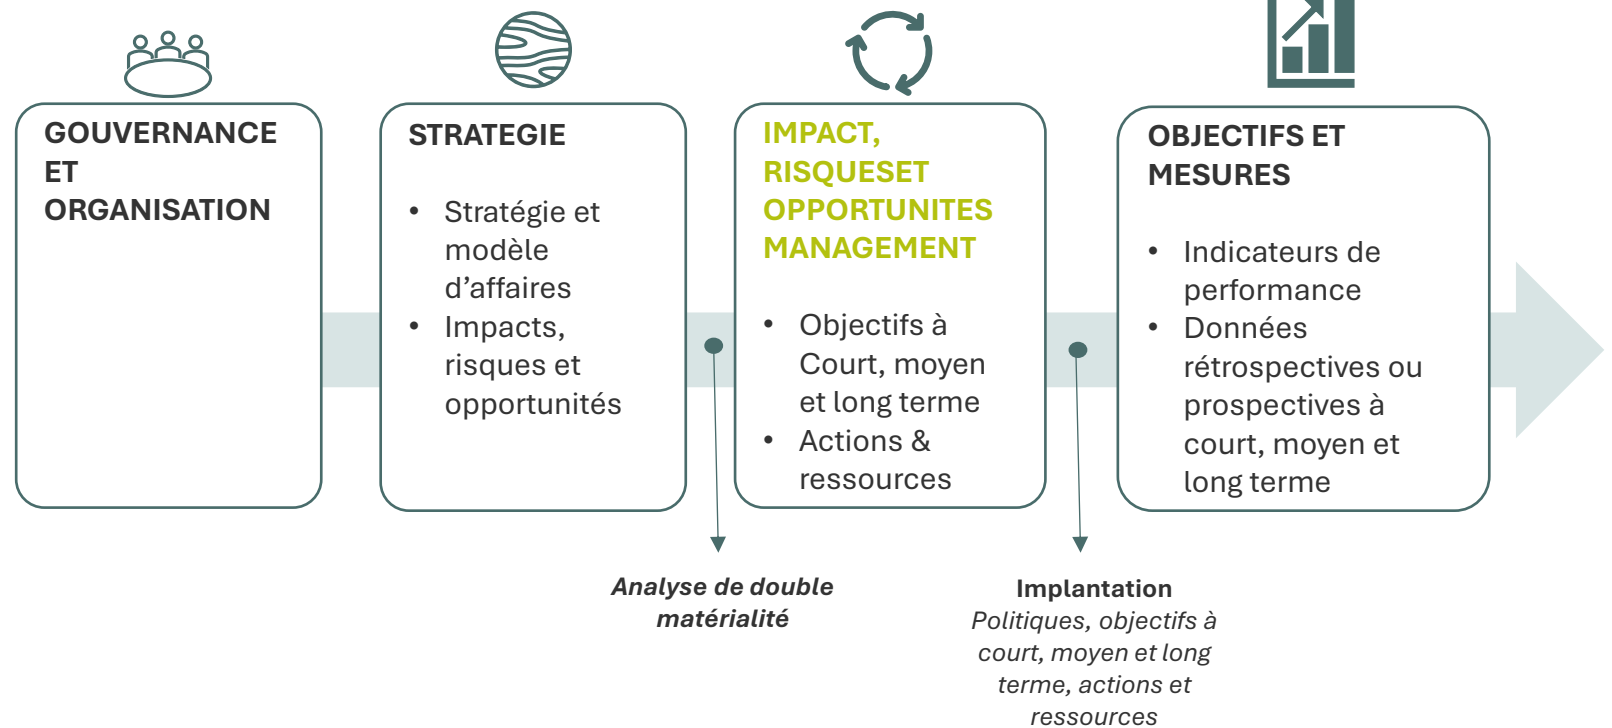 GOUVERNANCE
ET
ORGANISATION
STRATEGIE
• Stratégie et
modèle
d’affaires
• Impacts,
risques et
opportunités
IMPACT,
RISQUESET
OPPORTUNITES
MANAGEMENT
• Objectifs à
Court, moyen
et long terme
• Actions &
ressources
OBJECTIFS ET
MESURES
• Indicateurs de
performance
• Données
rétrospectives ou
prospectives à
court, moyen et
long terme
Analyse de double
matérialité
Implantation
Politiques, objectifs à
court, moyen et long
terme, actions et
ressources